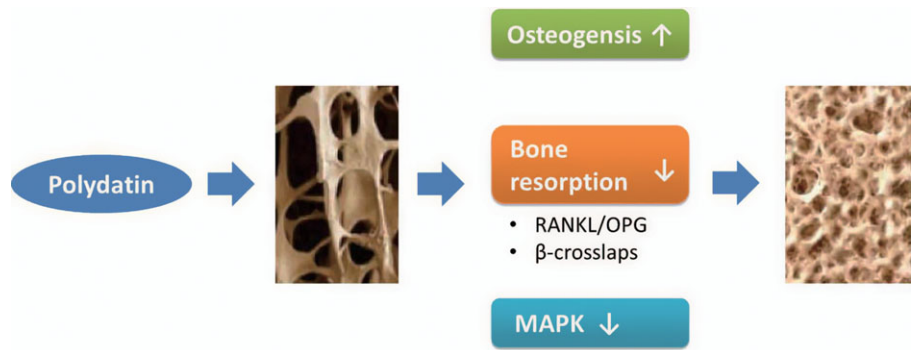 Osteogensis ↑
Polydatin
Bone
resorption ↓
• RANKL/OPG
• β-crosslaps
MAPK ↓